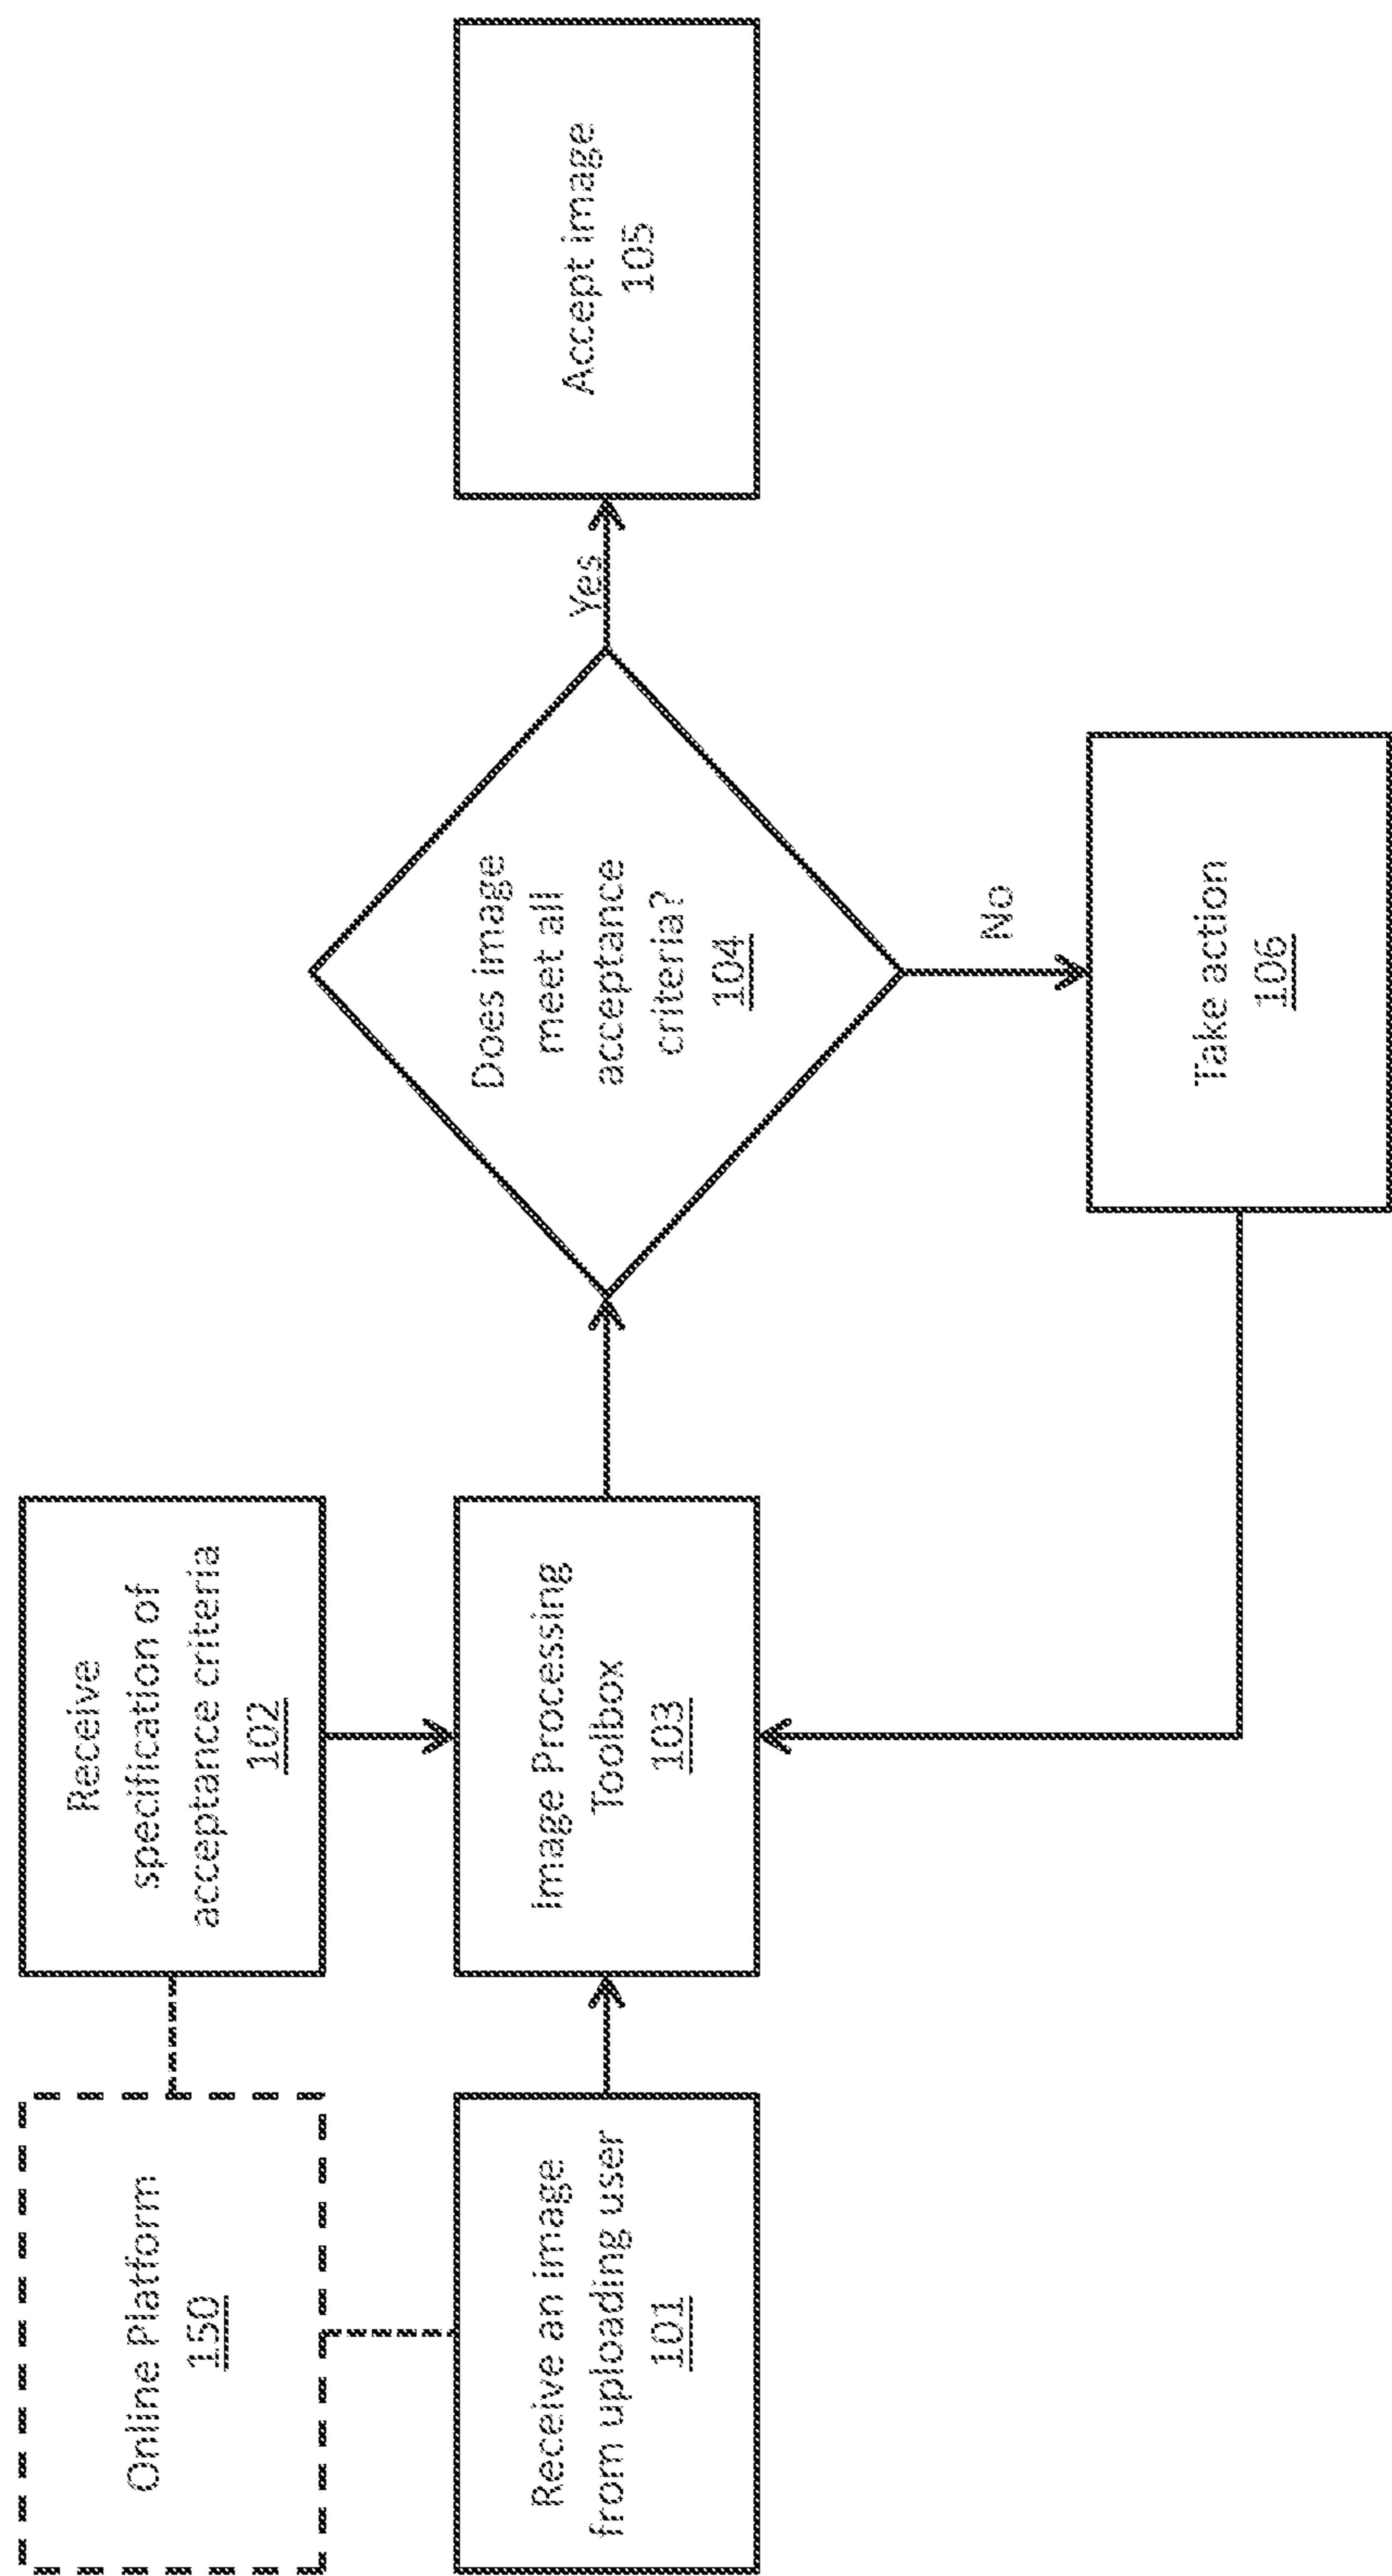 Online Platform
150
Receive
specification of
acceptance criteria
102
Receive an image
from uploading user
101
Image Processing
Toolbox
103
Does image
meet all
acceptance
criteria?
104
Yes
Accept image
105
No
Take action
106